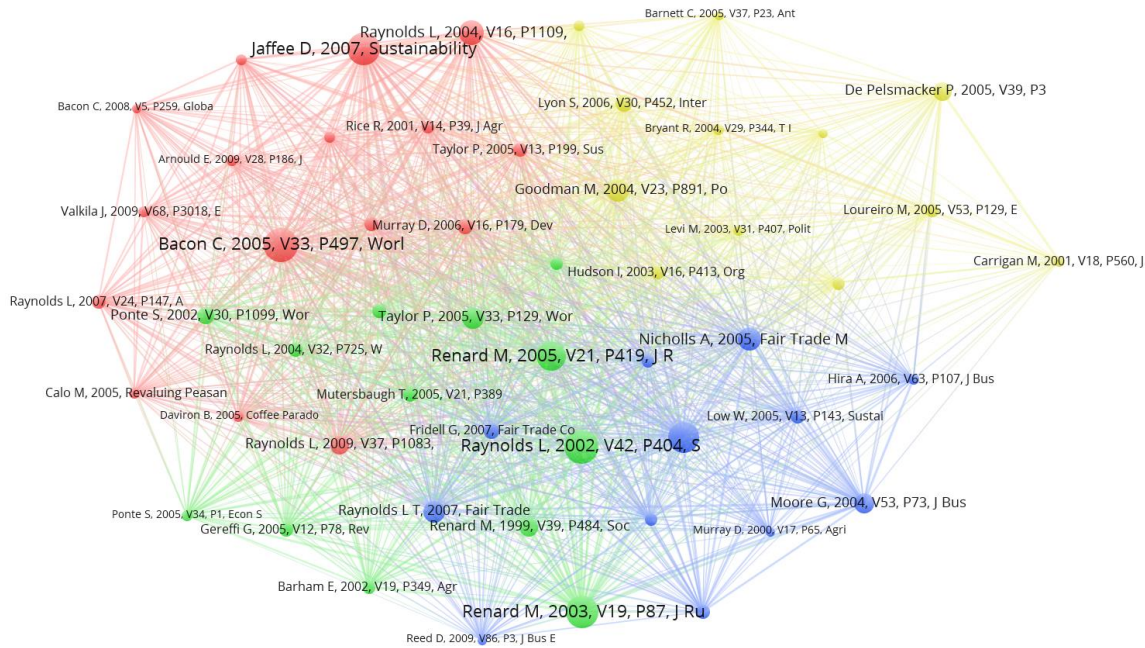 Barnett C, 2005, V37, P23, Ant
Raynolds L, 2004, V16, P1109,
Jaffee D, 2007, Sustainability
De Pelsmacker P, 2005, V39, P3
Bacon C, 2008, V5, P259, Globa
Lyon S, 2006, V30, P452, Inter
Rice R, 2001, V14, P39, J Agr
Bryant R, 2004, V29, P344, T I
Taylor P, 2005, V13, P199, Sus
Arnould E, 2009, V28, P186, J
Goodman M, 2004, V23, P891, Po
Valkila J, 2009, V68, P3018, E
Loureiro M, 2005, V53, P129, E
Murray D, 2006, V16, P179, Dev
Levi M, 2003, V31, P407, Polit
Bacon C, 2005, V33, P497, Worl
Carrigan M, 2001, V18, P560, J
Hudson I, 2003, V16, P413, Org
Raynolds L, 2007, V24, P147, A
Ponte S, 2002, V30, P1099, Wor
Taylor P, 2005, V33, P129, Wor
Nicholls A, 2005, Fair Trade M
Raynolds L, 2004, V32, P725, W
Renard M, 2005, V21, P419, J R
Hira A, 2006, V63, P107, J Bus
Calo M, 2005, Revaluing Peasan
Mutersbaugh T, 2005, V21, P389
Daviron B, 2005, Coffee Parado
Low W, 2005, V13, P143, Sustai
Fridell G, 2007, Fair Trade Co
Raynolds L, 2009, V37, P1083,
Raynolds L, 2002, V42, P404, S
Moore G, 2004, V53, P73, J Bus
Raynolds L T, 2007, Fair Trade
Ponte S, 2005, V34, P1, Econ S
Renard M, 1999, V39, P484, Soc
Gereffi G, 2005, V12, P78, Rev
Murray D, 2000, V17, P65, Agri
Barham E, 2002, V19, P349, Agr
Renard M, 2003, V19, P87, J Ru
Reed D, 2009, V86, P3, J Bus E